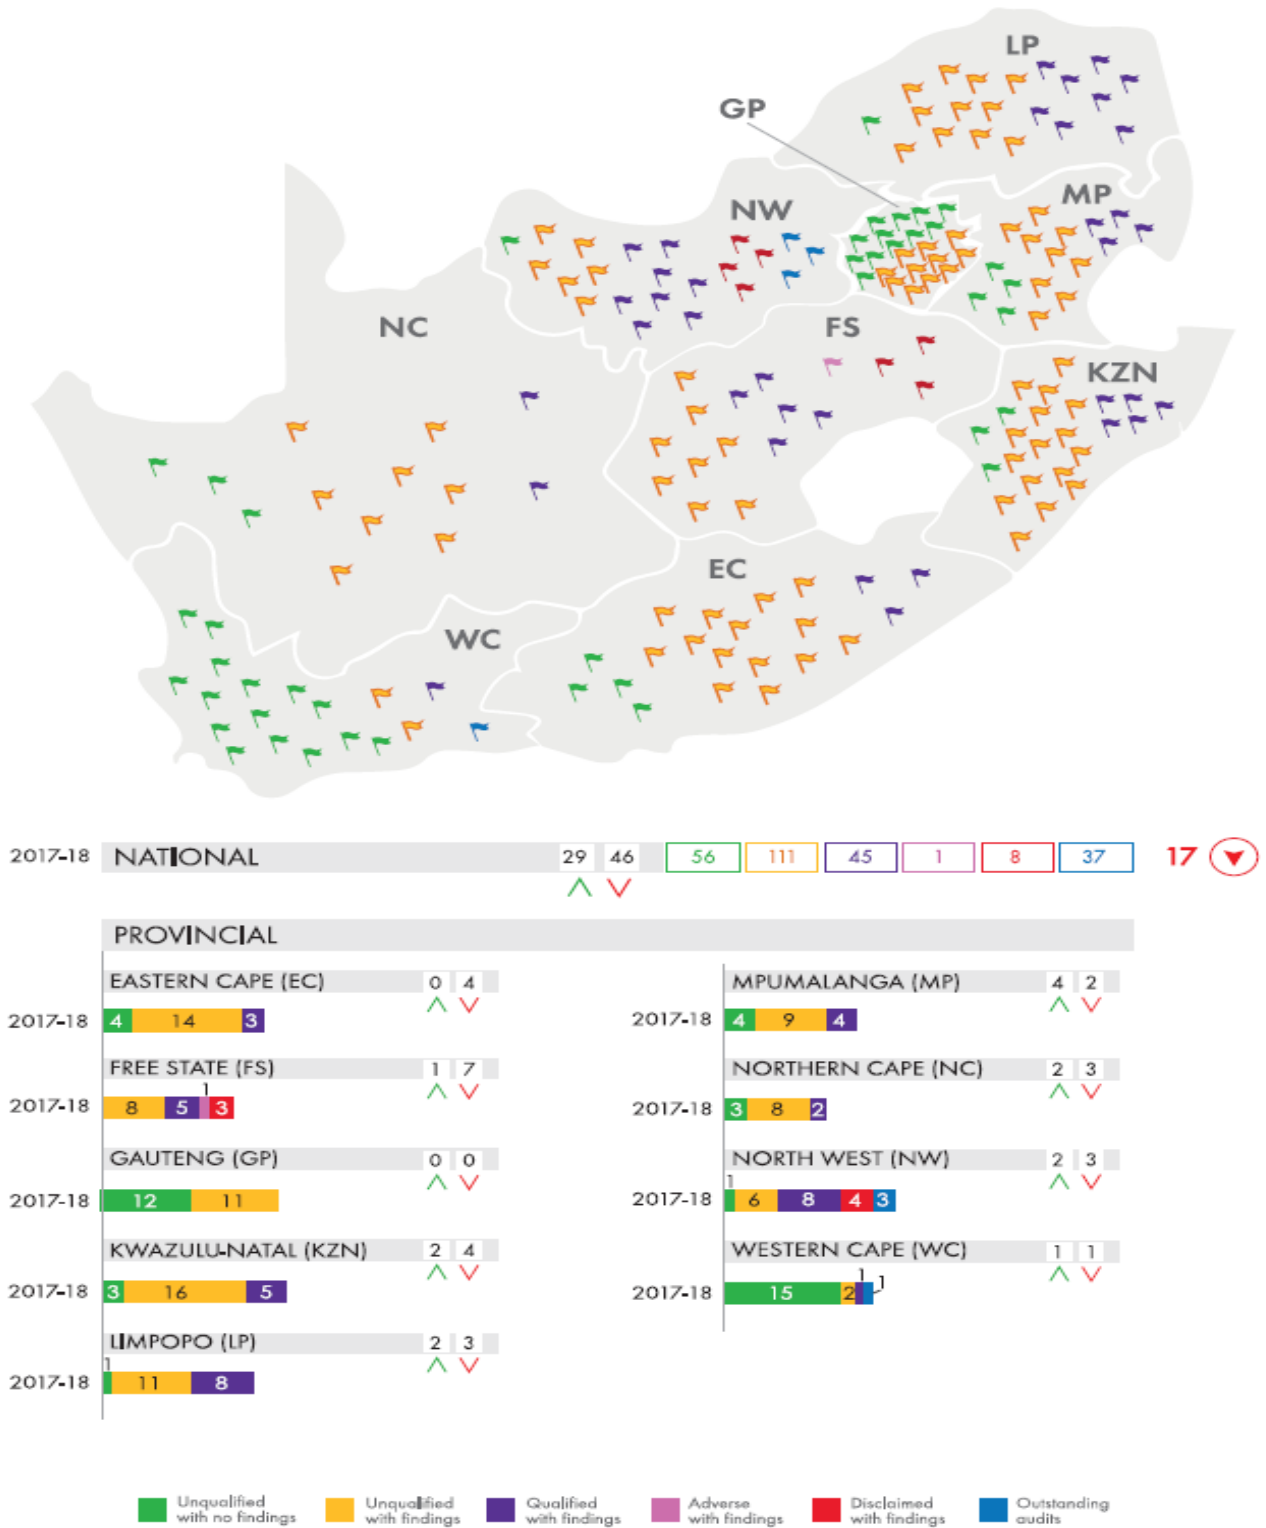 LP
GP
MP
NW
NC
FS
KZN
EC
WC
2017-18 NATIONAL 29 46 56 111 45 1 8 37 17
PROVINCIAL
EASTERN CAPE (EC) 0 4
2017-18 4 14 3
FREE STATE (FS) 1 7
1
2017-18 8 5 3
GAUTENG (GP) 0 0
2017-18 12 11
KWAZULU-NATAL (KZN) 2 4
2017-18 3 16 5
LIMPOPO (LP) 2 3
1
2017-18 11 8
MPUMALANGA (MP) 4 2
2017-18 4 9 4
NORTHERN CAPE (NC) 2 3
2017-18 3 8 2
NORTH WEST (NW) 2 3
1
2017-18 6 8 4 3
WESTERN CAPE (WC) 1 1
1 1
2017-18 15 2
Unqualified
with no findings
Unqualified
with findings
Qualified
with findings
Adverse
with findings
Disclaimed
with findings
Outstanding
audits